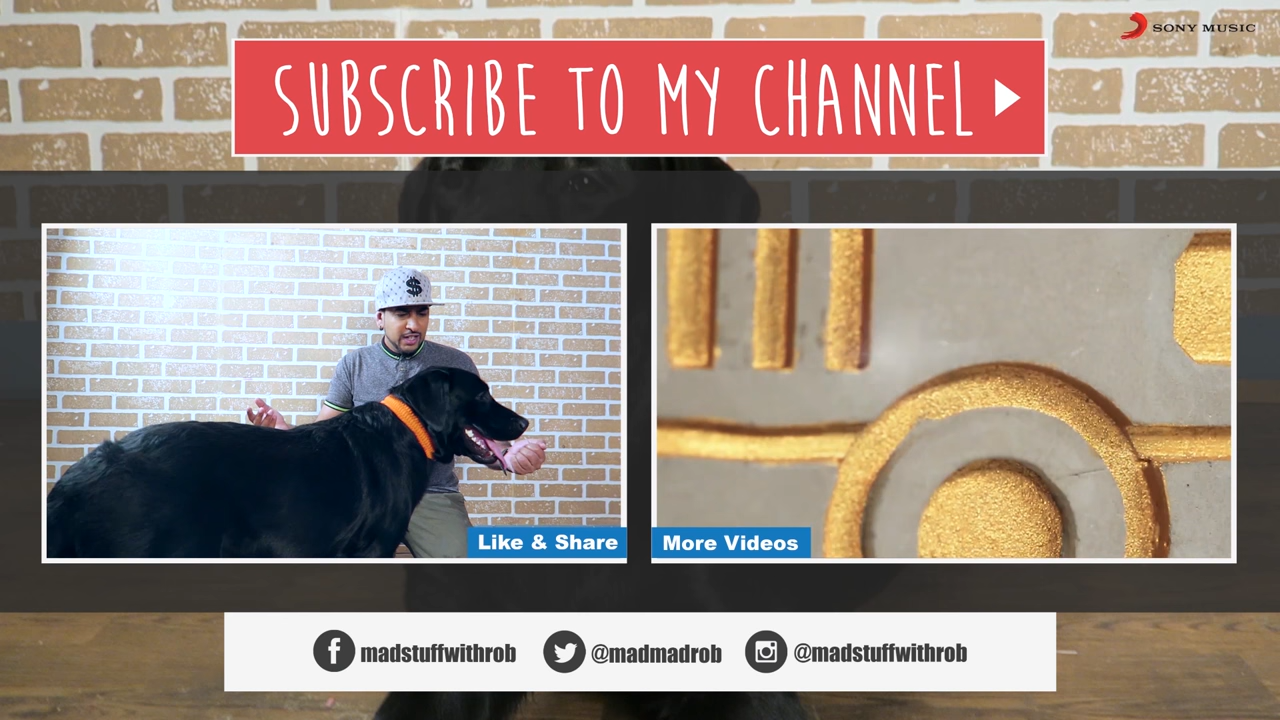 SONY MUSIC
SUBSCRIBE TO MY CHANNEL
$
Like & Share
More Videos
madstuffwithrob
@madmadrob
@madstuffwithrob